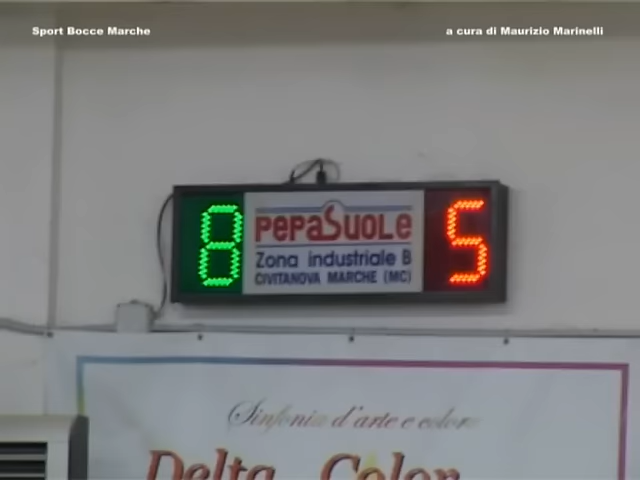 Sport Bocce Marche
a cura di Maurizio Marinelli
8
PEPASUOLE
5
Zona industriale B
CIVITANOVA MARCHE (MC)
Sinfonia d'arte e colore
Delta Color